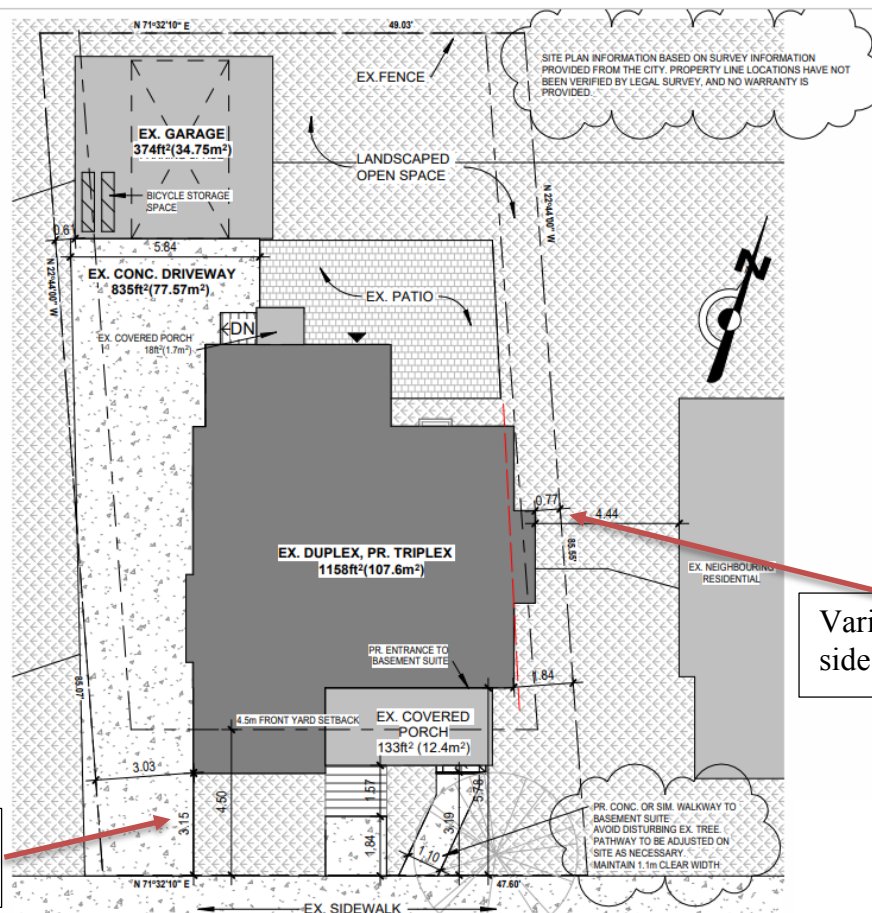 N 71°32'10" E
49.03'
EX.FENCE
SITE PLAN INFORMATION BASED ON SURVEY INFORMATION
PROVIDED FROM THE CITY. PROPERTY LINE LOCATIONS HAVE NOT
BEEN VERIFIED BY LEGAL SURVEY, AND NO WARRANTY IS
PROVIDED.
EX. GARAGE
374ft²(34.75m²)
LANDSCAPED
OPEN SPACE
BICYCLE STORAGE
SPACE
N 22°44'00" W
0.61
5.64
N 22°44'00" W
EX. CONC. DRIVEWAY
835ft²(77.57m²)
EX. PATIO
N
DN
EX. COVERED PORCH
18ft²(1.7m²)
0.77
4.44
85.55'
EX. DUPLEX, PR. TRIPLEX
1158ft²(107.6m²)
EX. NEIGHBOURING
RESIDENTIAL
Vari
side
PR. ENTRANCE TO
BASEMENT SUITE
1.84
85.07'
4.5m FRONT YARD SETBACK
EX. COVERED
PORCH
133ft² (12.4m²)
3.03
3.15
4.50
1.57
1.84
3.19
5.78
1.10
PR. CONC. OR SIM. WALKWAY TO
BASEMENT SUITE
AVOID DISTURBING EX. TREE.
PATHWAY TO BE ADJUSTED ON
SITE AS NECESSARY.
MAINTAIN 1.1m CLEAR WIDTH
N 71°32'10" E
47.60'
EX. SIDEWALK